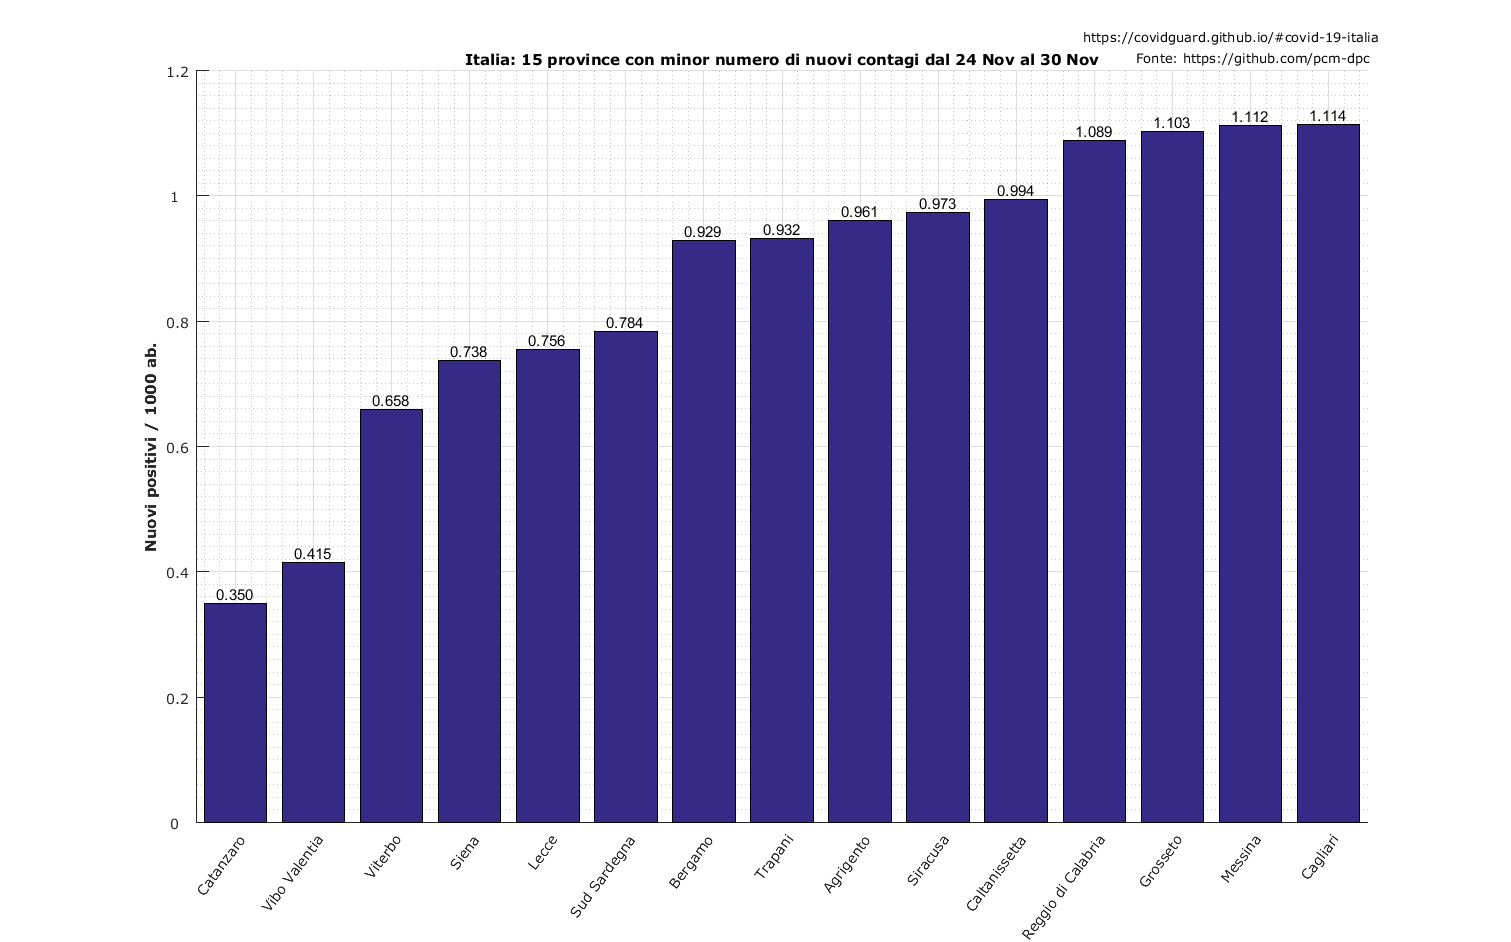 https://covidguard.github.io/#covid-19-italia
Italia: 15 province con minor numero di nuovi contagi dal 24 Nov al 30 Nov
Fonte: https://github.com/pcm-dpc
Nuovi positivi / 1000 ab.
1.2
1
0.8
0.6
0.4
0.2
0
0.350
0.415
0.658
0.738
0.756
0.784
0.929
0.932
0.961
0.973
0.994
1.089
1.103
1.112
1.114
Catanzaro
Vibo Valentia
Viterbo
Siena
Lecce
Sud Sardegna
Bergamo
Trapani
Agrigento
Siracusa
Caltanissetta
Reggio di Calabria
Grosseto
Messina
Cagliari